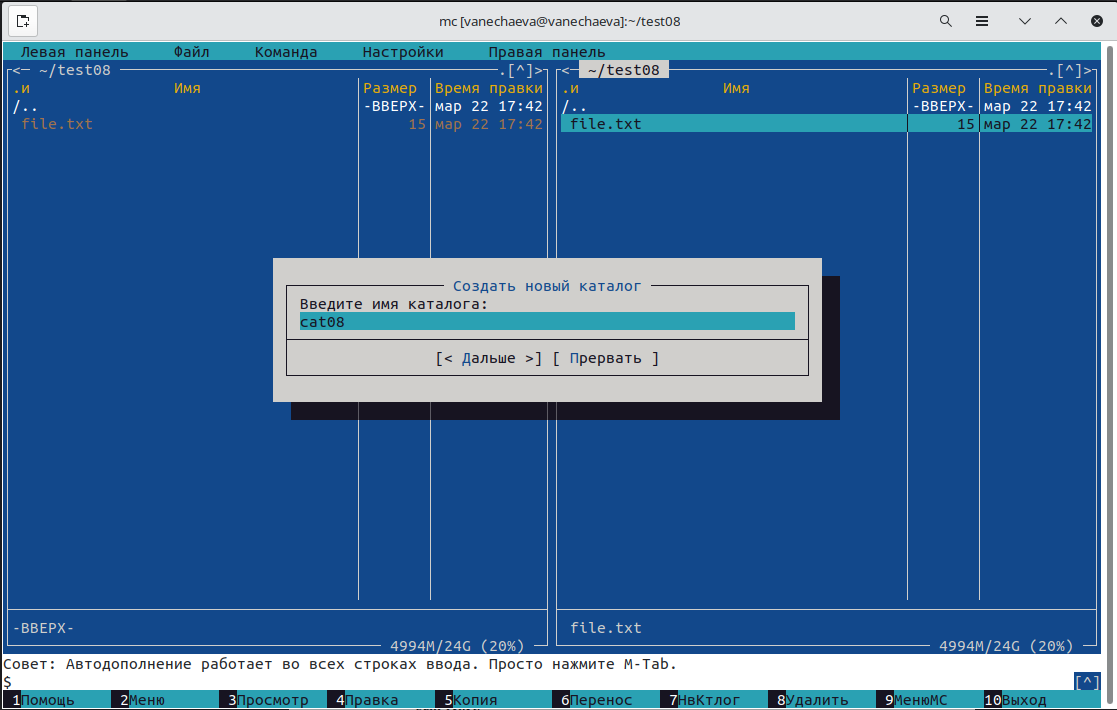 mc [vanechaeva@vanechaeva]:~/test08
Левая панель Файл Команда Настройки Правая панель
<─ ~/test08 .[^]> <─ ~/test08 .[^]>
.и Имя Размер Время правки .и Имя Размер Время правки
/.. -ВВЕРХ- мар 22 17:42 /.. -ВВЕРХ- мар 22 17:42
file.txt 15 мар 22 17:42 file.txt 15 мар 22 17:42
Создать новый каталог
Введите имя каталога:
cat08
[< Дальше >] [ Прервать ]
-ВВЕРХ- file.txt
4994M/24G (20%) 4994M/24G (20%)
Совет: Автодополнение работает во всех строках ввода. Просто нажмите M-Tab.
$ [^]
1Помощь 2Меню 3Просмотр 4Правка 5Копия 6Перенос 7НвКтлог 8Удалить 9МенюМС 10Выход